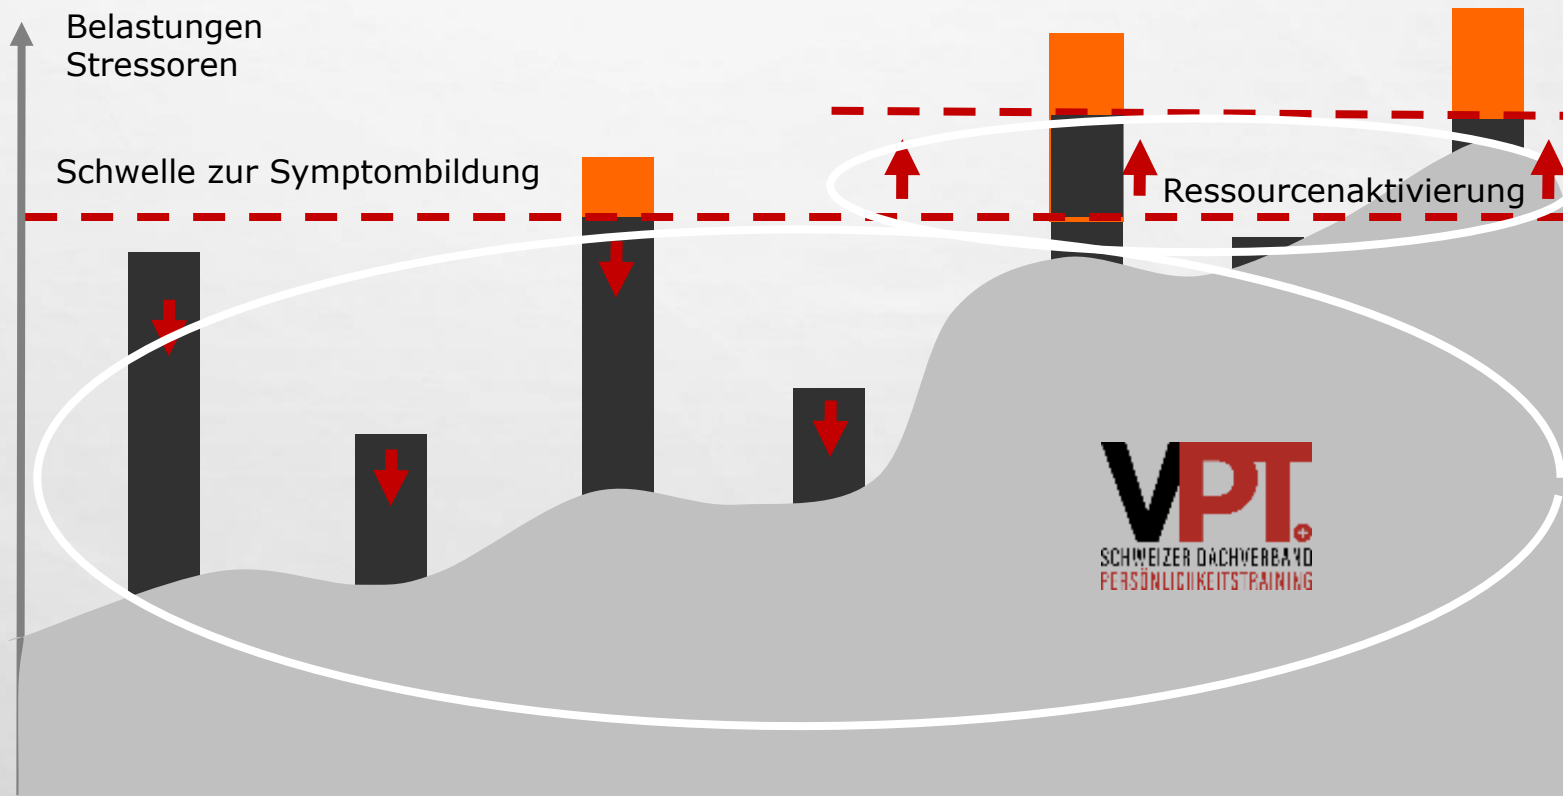 Belastungen
Stressoren
Schwelle zur Symptombildung
Ressourcenaktivierung
VPT
SCHWEIZER DACHVERBAND
PERSÖNLICHKEITSTRAINING